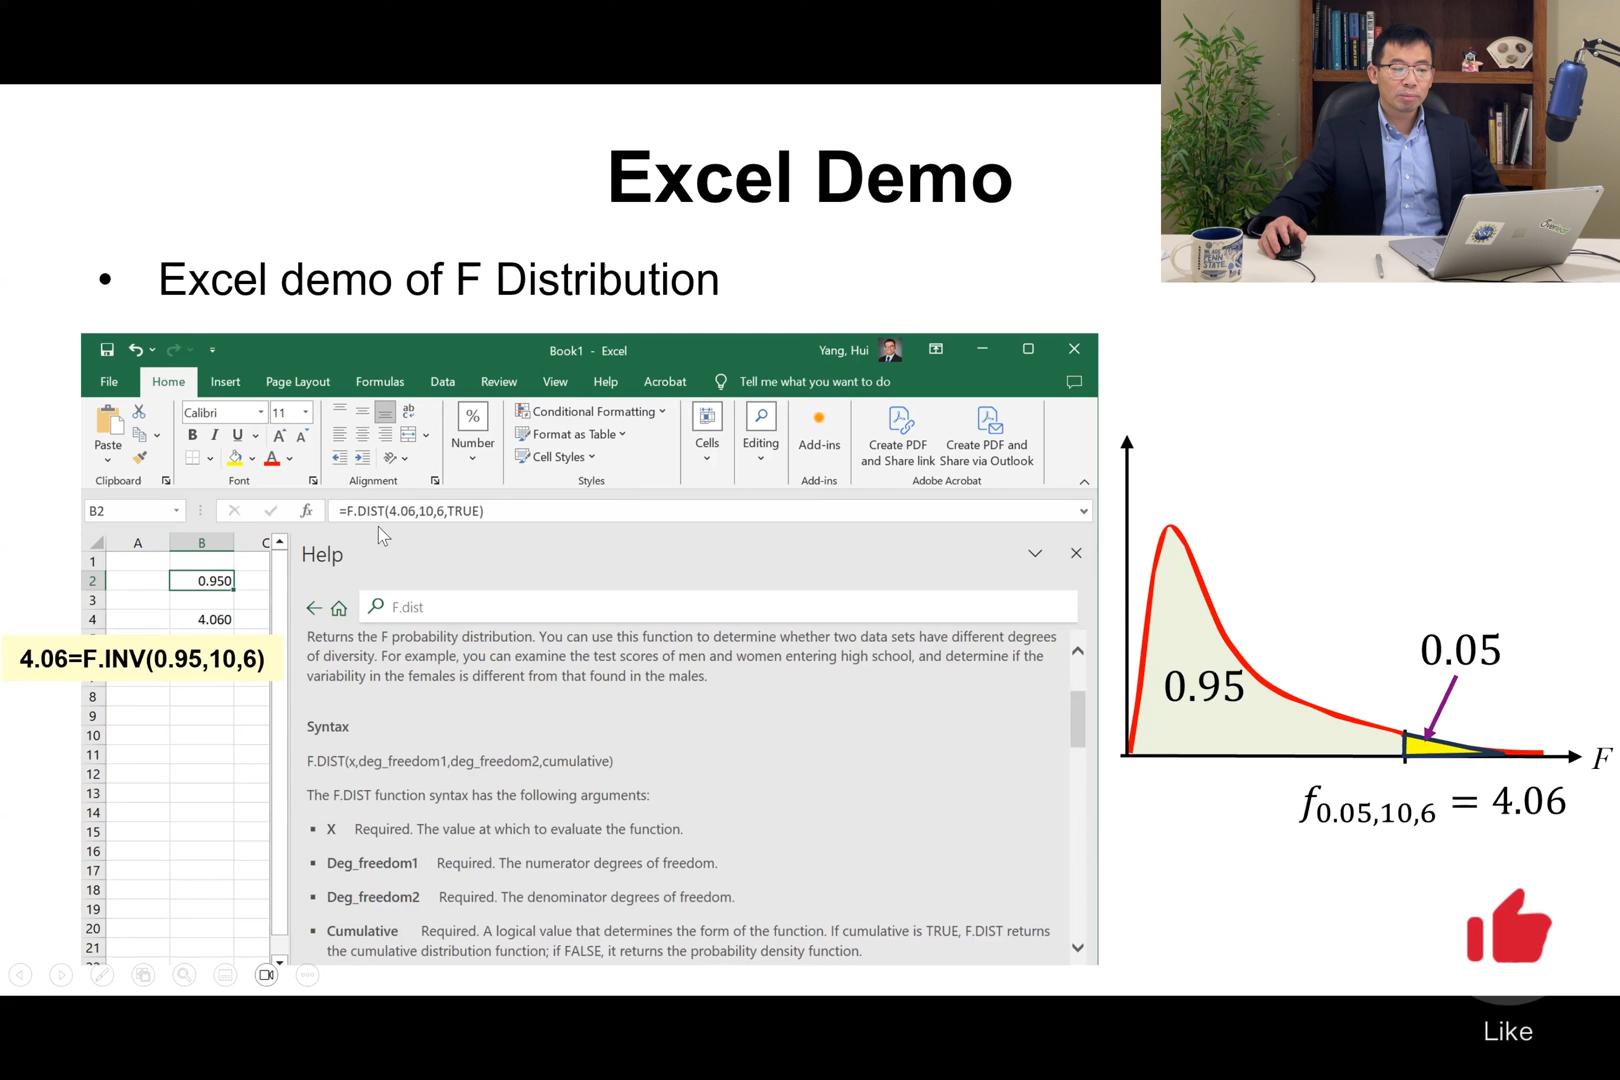 Excel Demo
• Excel demo of F Distribution
Book1 - Excel
Yang, Hui
File Home Insert Page Layout Formulas Data Review View Help Acrobat Tell me what you want to do
Calibri 11
Paste
B I U A A
A
Number
Conditional Formatting
Format as Table
Cell Styles
Cells
Editing
Add-ins
Create PDF and Share link
Create PDF and Share via Outlook
Clipboard Font Alignment Styles Add-ins Adobe Acrobat
B2 fx =F.DIST(4.06,10,6,TRUE)
A B C
1
2 0.950
3
4 4.060
4.06=F.INV(0.95,10,6)
8
9
10
11
12
13
14
15
16
17
18
19
20
21
Help
F.dist
Returns the F probability distribution. You can use this function to determine whether two data sets have different degrees
of diversity. For example, you can examine the test scores of men and women entering high school, and determine if the
variability in the females is different from that found in the males.
Syntax
F.DIST(x,deg_freedom1,deg_freedom2,cumulative)
The F.DIST function syntax has the following arguments:
▪ X Required. The value at which to evaluate the function.
▪ Deg_freedom1 Required. The numerator degrees of freedom.
▪ Deg_freedom2 Required. The denominator degrees of freedom.
▪ Cumulative Required. A logical value that determines the form of the function. If cumulative is TRUE, F.DIST returns
the cumulative distribution function; if FALSE, it returns the probability density function.
0.05
0.95
F
f0.05,10,6 = 4.06
Like
PENN
STATE